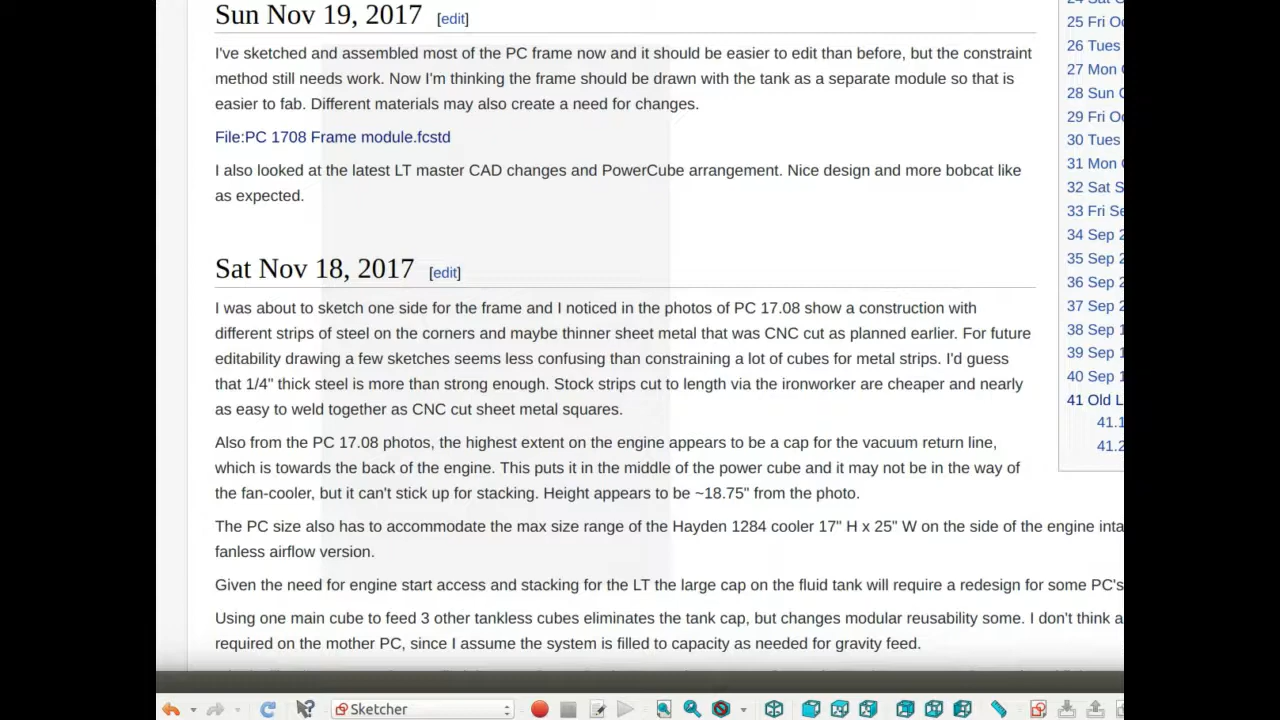 Sun Nov 19, 2017 [edit]
I've sketched and assembled most of the PC frame now and it should be easier to edit than before, but the constraint
method still needs work. Now I'm thinking the frame should be drawn with the tank as a separate module so that is
easier to fab. Different materials may also create a need for changes.
File:PC 1708 Frame module.fcstd
I also looked at the latest LT master CAD changes and PowerCube arrangement. Nice design and more bobcat like
as expected.
Sat Nov 18, 2017 [edit]
I was about to sketch one side for the frame and I noticed in the photos of PC 17.08 show a construction with
different strips of steel on the corners and maybe thinner sheet metal that was CNC cut as planned earlier. For future
editability drawing a few sketches seems less confusing than constraining a lot of cubes for metal strips. I'd guess
that 1/4" thick steel is more than strong enough. Stock strips cut to length via the ironworker are cheaper and nearly
as easy to weld together as CNC cut sheet metal squares.
Also from the PC 17.08 photos, the highest extent on the engine appears to be a cap for the vacuum return line,
which is towards the back of the engine. This puts it in the middle of the power cube and it may not be in the way of
the fan-cooler, but it can't stick up for stacking. Height appears to be ~18.75" from the photo.
The PC size also has to accommodate the max size range of the Hayden 1284 cooler 17" H x 25" W on the side of the engine inta
fanless airflow version.
Given the need for engine start access and stacking for the LT the large cap on the fluid tank will require a redesign for some PC's
Using one main cube to feed 3 other tankless cubes eliminates the tank cap, but changes modular reusability some. I don't think a
required on the mother PC, since I assume the system is filled to capacity as needed for gravity feed.
25 Fri Oc
26 Tues
27 Mon
28 Sun
29 Fri Oc
30 Tues
31 Mon
32 Sat S
33 Fri Se
34 Sep
35 Sep
36 Sep
37 Sep
38 Sep 1
39 Sep 1
40 Sep 1
41 Old L
41.1
41.2
Sketcher